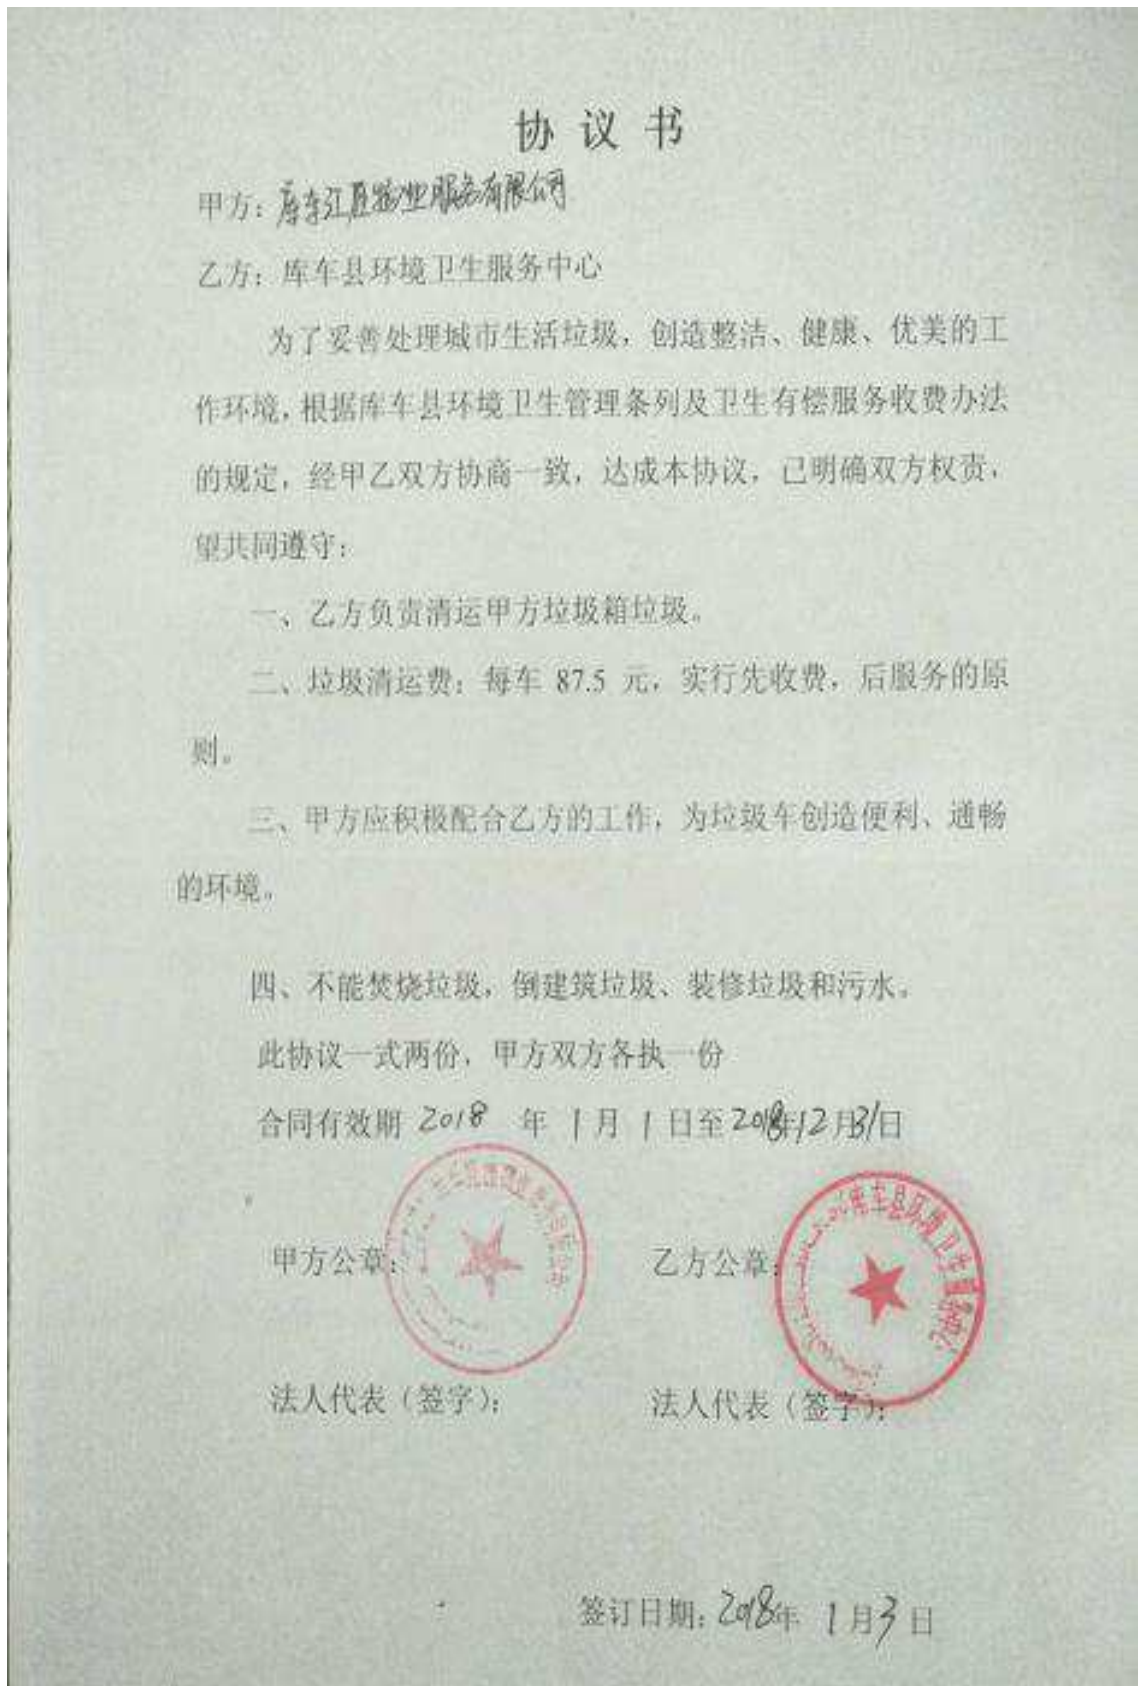 协议书
甲方：库车江直物业服务有限公司
乙方：库车县环境卫生服务中心
为了妥善处理城市生活垃圾，创造整洁、健康、优美的工
作环境，根据库车县环境卫生管理条列及卫生有偿服务收费办法
的规定，经甲乙双方协商一致，达成本协议，已明确双方权责，
望共同遵守：
一、乙方负责清运甲方垃圾箱垃圾。
二、垃圾清运费：每车 87.5 元，实行先收费，后服务的原
则。
三、甲方应积极配合乙方的工作，为垃圾车创造便利、通畅
的环境。
四、不能焚烧垃圾，倒建筑垃圾、装修垃圾和污水。
此协议一式两份，甲方双方各执一份
合同有效期 2018 年 1 月 1 日至 2018年12月31日
甲方公章：
乙方公章：
库车县环境卫生服务中心
法人代表（签字）：
法人代表（签字）：
签订日期：2018年 1月3日